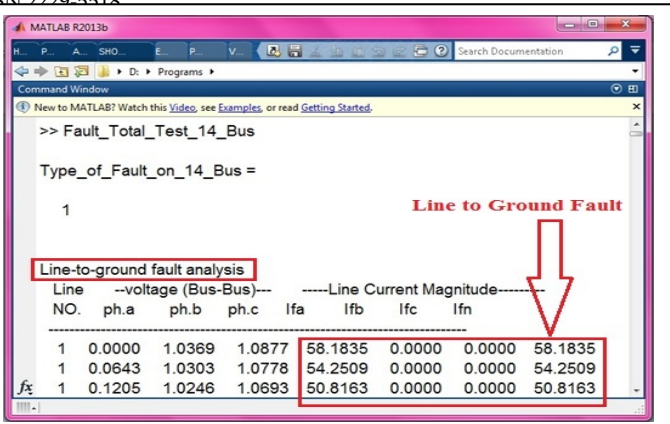 MATLAB R2013b
H... P... A... SHO... E... P... V... Search Documentation
D: Programs
Command Window
New to MATLAB? Watch this Video, see Examples, or read Getting Started.
>> Fault_Total_Test_14_Bus
Type_of_Fault_on_14_Bus =
1
Line to Ground Fault
Line-to-ground fault analysis
Line --voltage (Bus-Bus)--- -----Line Current Magnitude-----
NO. ph.a ph.b ph.c Ifa Ifb Ifc Ifn
1 0.0000 1.0369 1.0877 58.1835 0.0000 0.0000 58.1835
1 0.0643 1.0303 1.0778 54.2509 0.0000 0.0000 54.2509
1 0.1205 1.0246 1.0693 50.8163 0.0000 0.0000 50.8163
fx